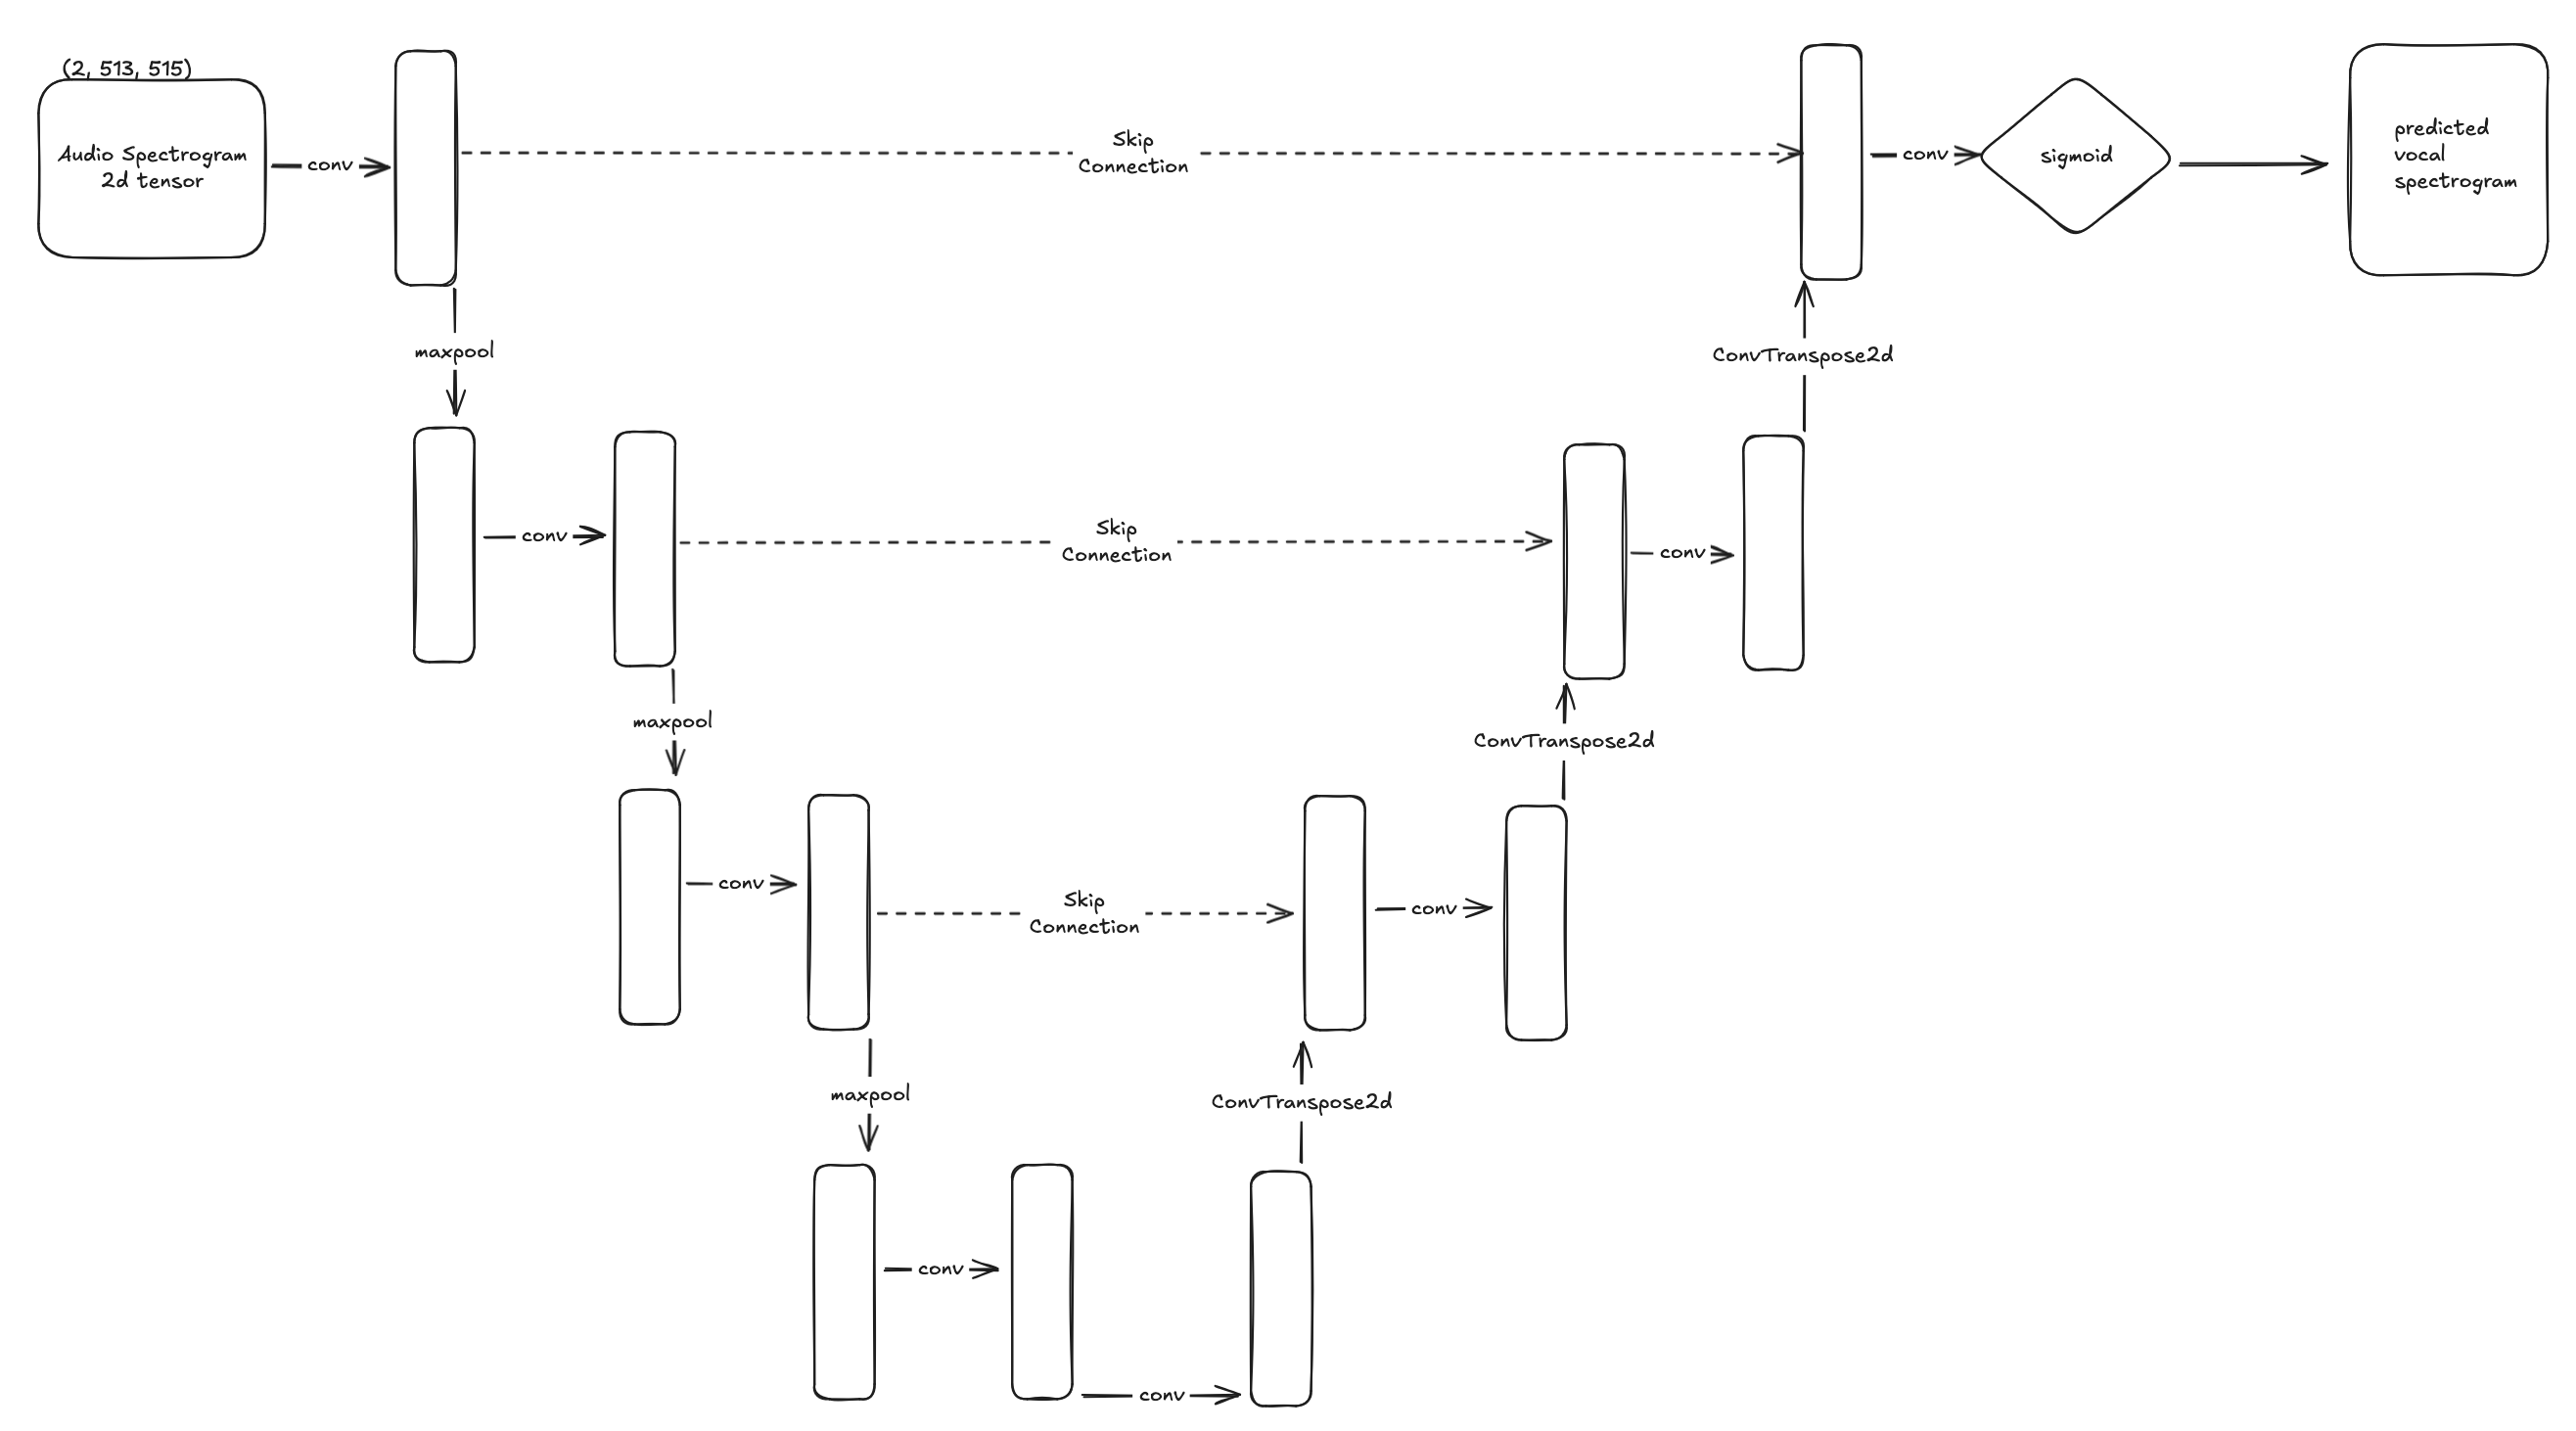 (2, 513, 515)
Audio Spectrogram
2d tensor
conv
Skip
Connection
conv
sigmoid
predicted
vocal
spectrogram
maxpool
ConvTranspose2d
conv
Skip
Connection
conv
maxpool
ConvTranspose2d
conv
Skip
Connection
conv
maxpool
ConvTranspose2d
conv
conv